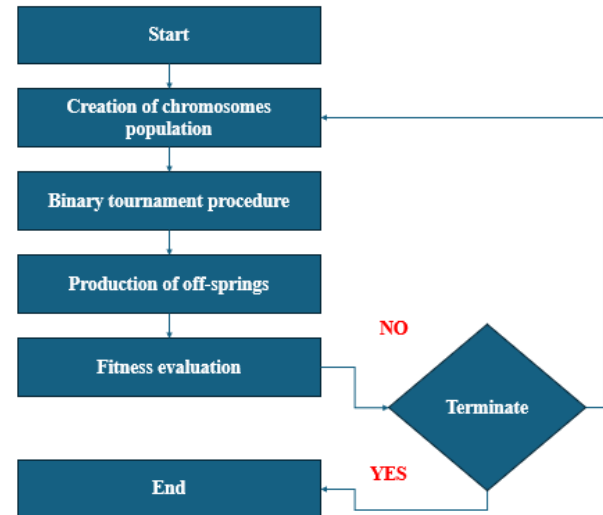 Start
Creation of chromosomes
population
Binary tournament procedure
Production of off-springs
NO
Fitness evaluation
Terminate
YES
End